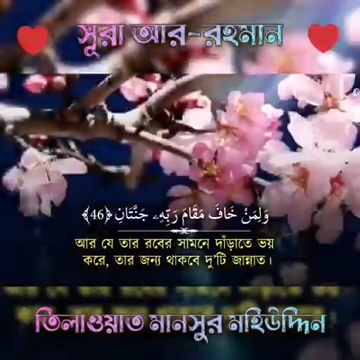 সূরা আর-রহমান
وَلِمَنْ خَافَ مَقَامَ رَبِّهِۦ جَنَّتَانِ ﴿46﴾
আর যে তার রবের সামনে দাঁড়াতে ভয়
করে, তার জন্য থাকবে দু'টি জান্নাত।
তিলাওয়াত মানসুর মহিউদ্দিন